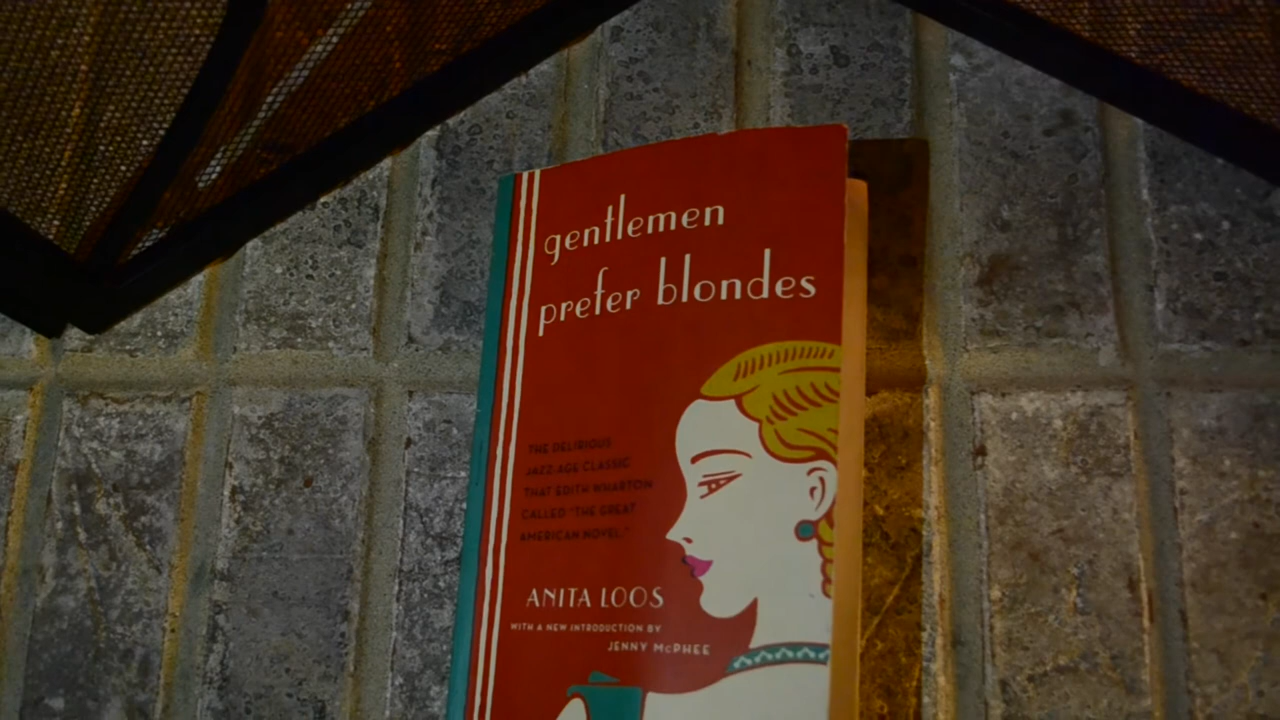 gentlemen
prefer blondes
THE DELIRIOUS
JAZZ-AGE CLASSIC
THAT EDITH WHARTON
CALLED "THE GREAT
AMERICAN NOVEL."
ANITA LOOS
WITH A NEW INTRODUCTION BY
JENNY McPHEE